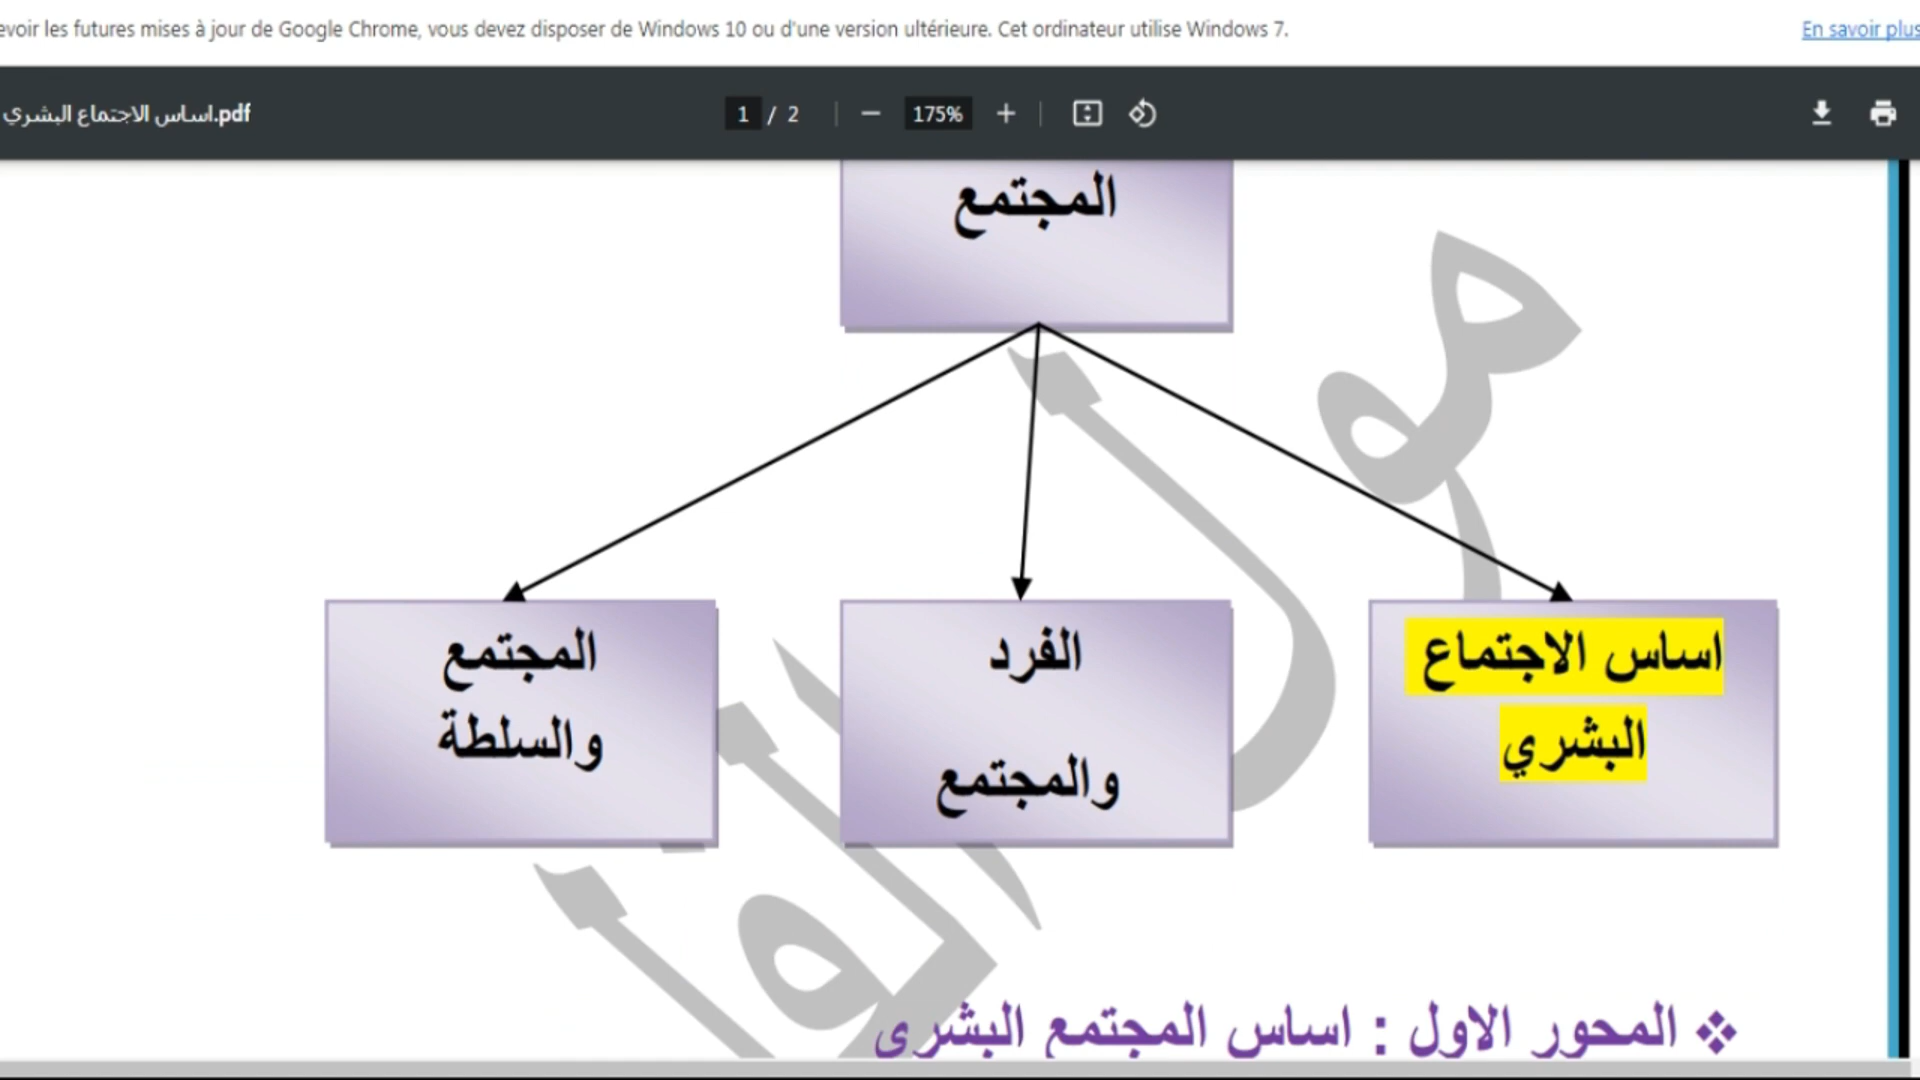 evoir les futures mises à jour de Google Chrome, vous devez disposer de Windows 10 ou d'une version ultérieure. Cet ordinateur utilise Windows 7.
En savoir plus
اساس الاجتماع البشري.pdf
1 / 2
175%
المجتمع
اساس الاجتماع
البشري
الفرد
والمجتمع
المجتمع
والسلطة
❖ المحور الاول : اساس المجتمع البشري